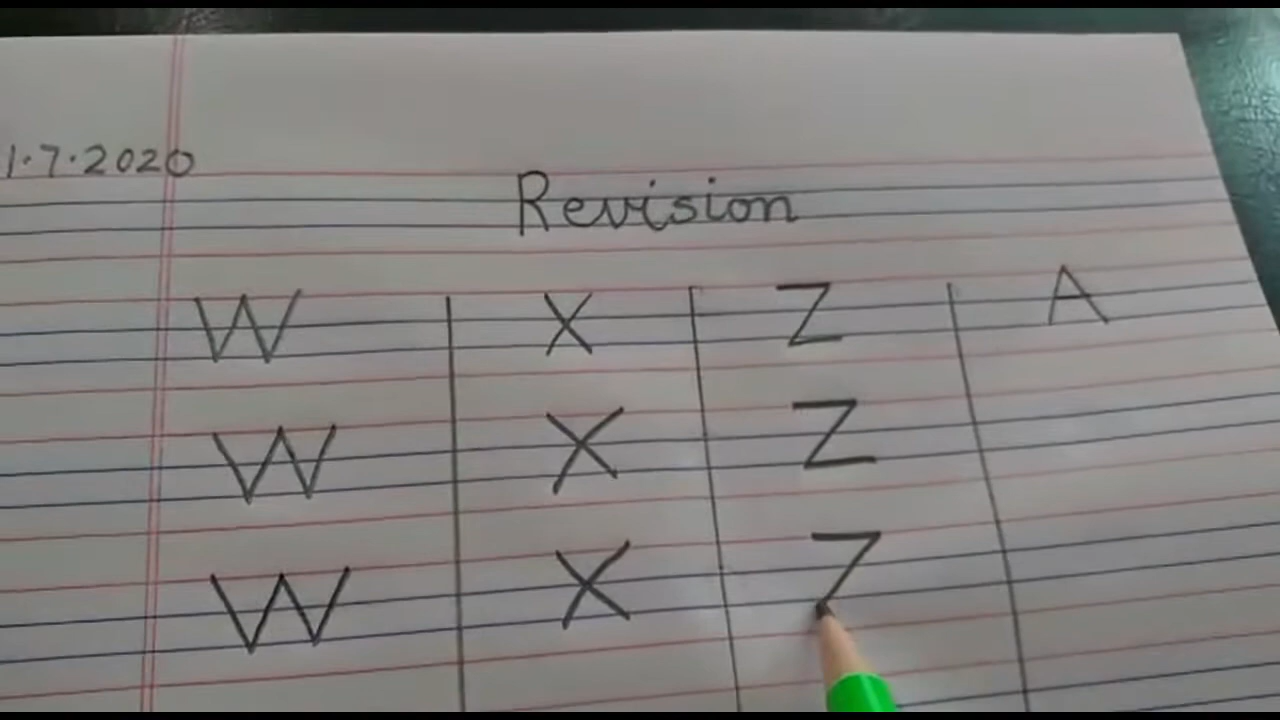 1.7.2020
Revision
W X Z A
W X Z
W X Z